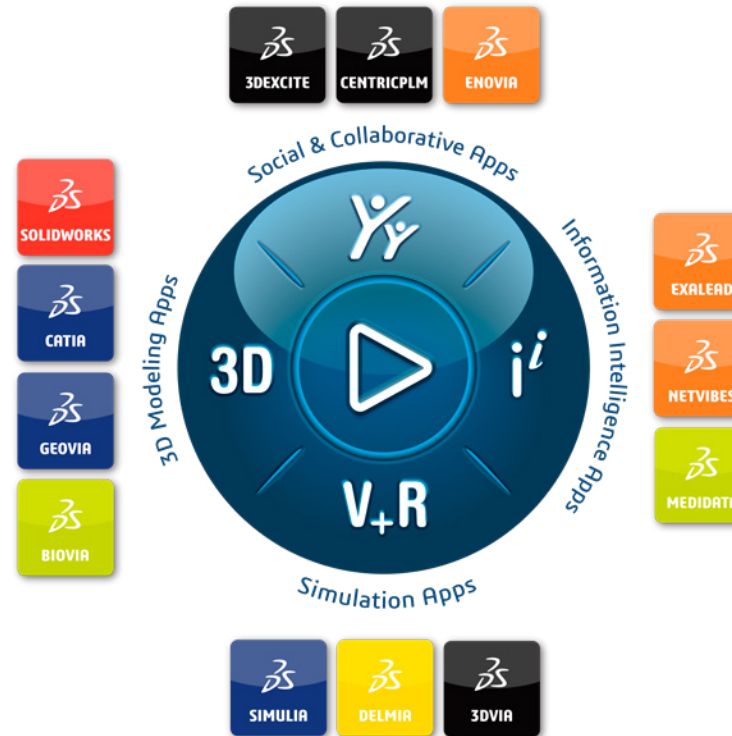 3DEXCITE
CENTRICPLM
ENOVIA
Social & Collaborative Apps
SOLIDWORKS
CATIA
GEOVIA
BIOVIA
3D Modeling Apps
3D
i i
V+R
Information Intelligence Apps
EXALEAD
NETVIBES
MEDIDATA
Simulation Apps
SIMULIA
DELMIA
3DVIA